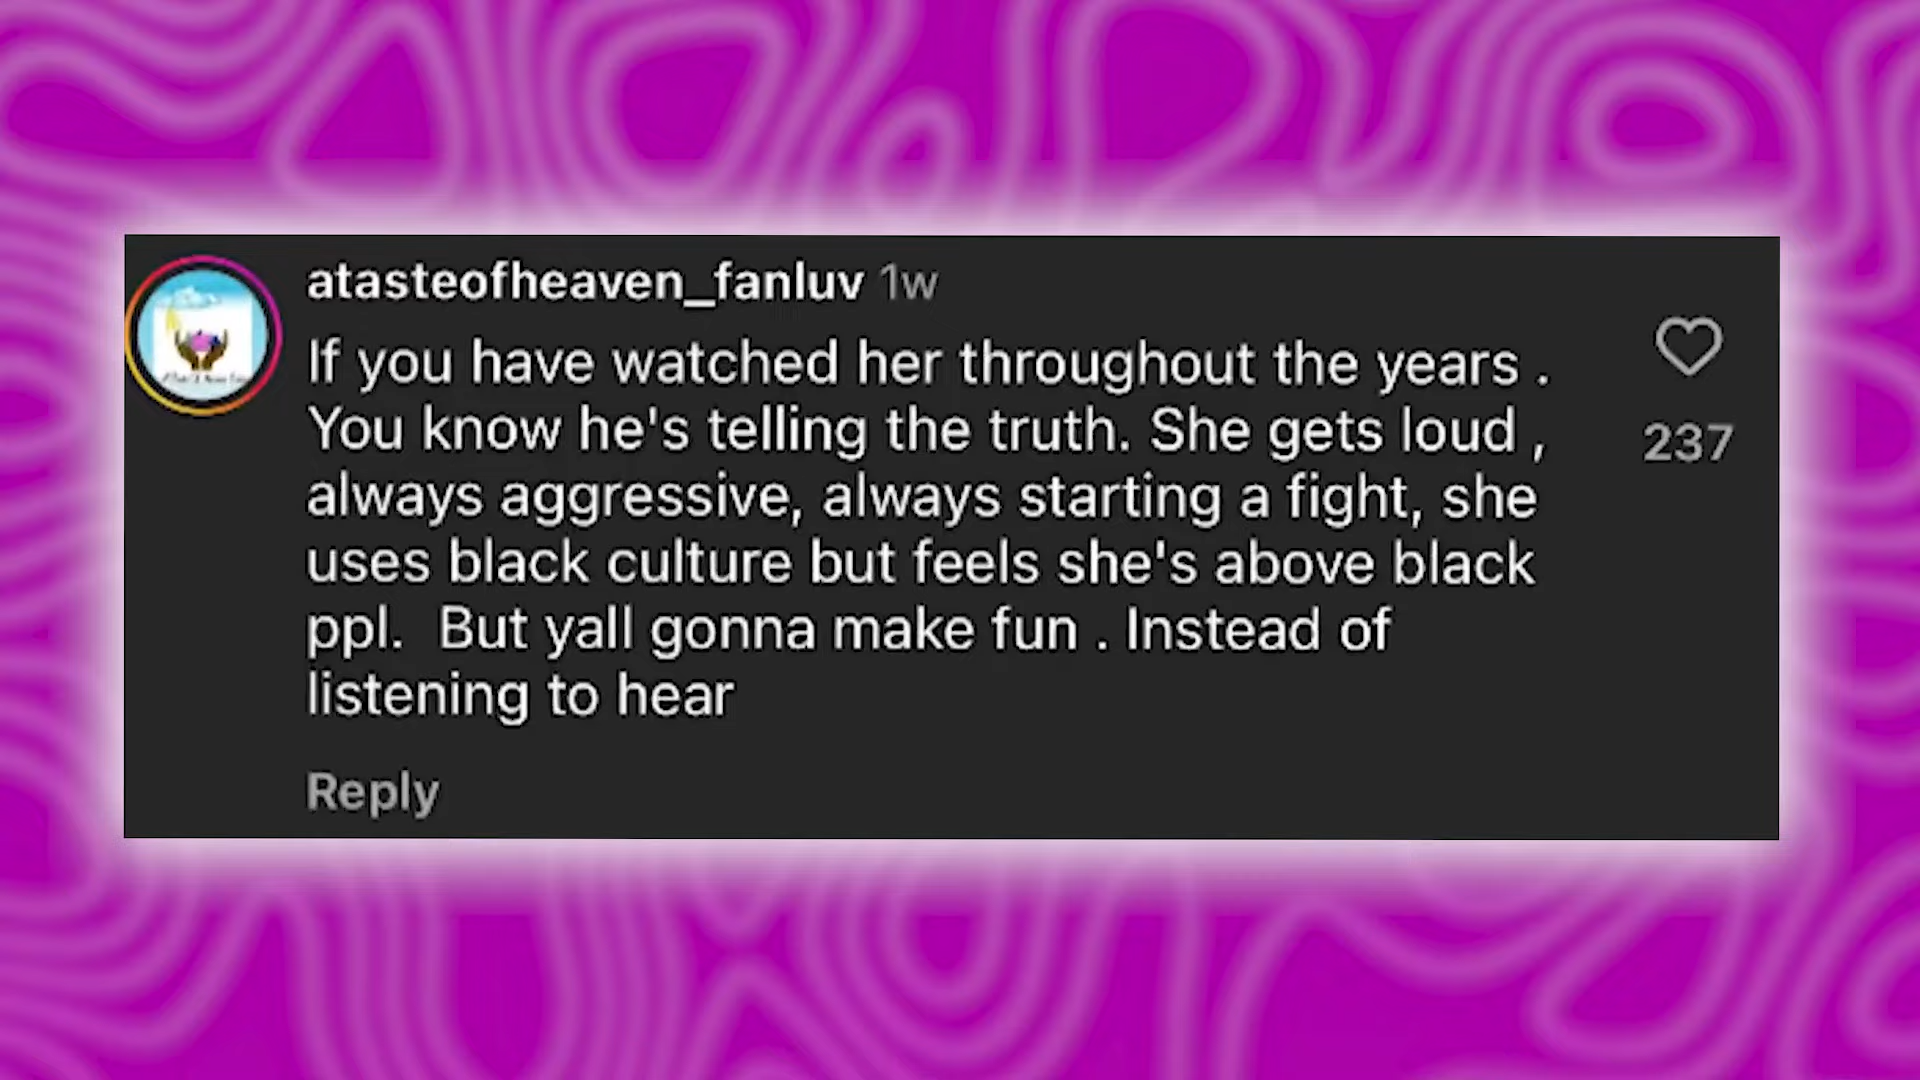 atasteofheaven_fanluv 1w
If you have watched her throughout the years .
You know he's telling the truth. She gets loud ,
always aggressive, always starting a fight, she
uses black culture but feels she's above black
ppl.  But yall gonna make fun . Instead of
listening to hear
237
Reply